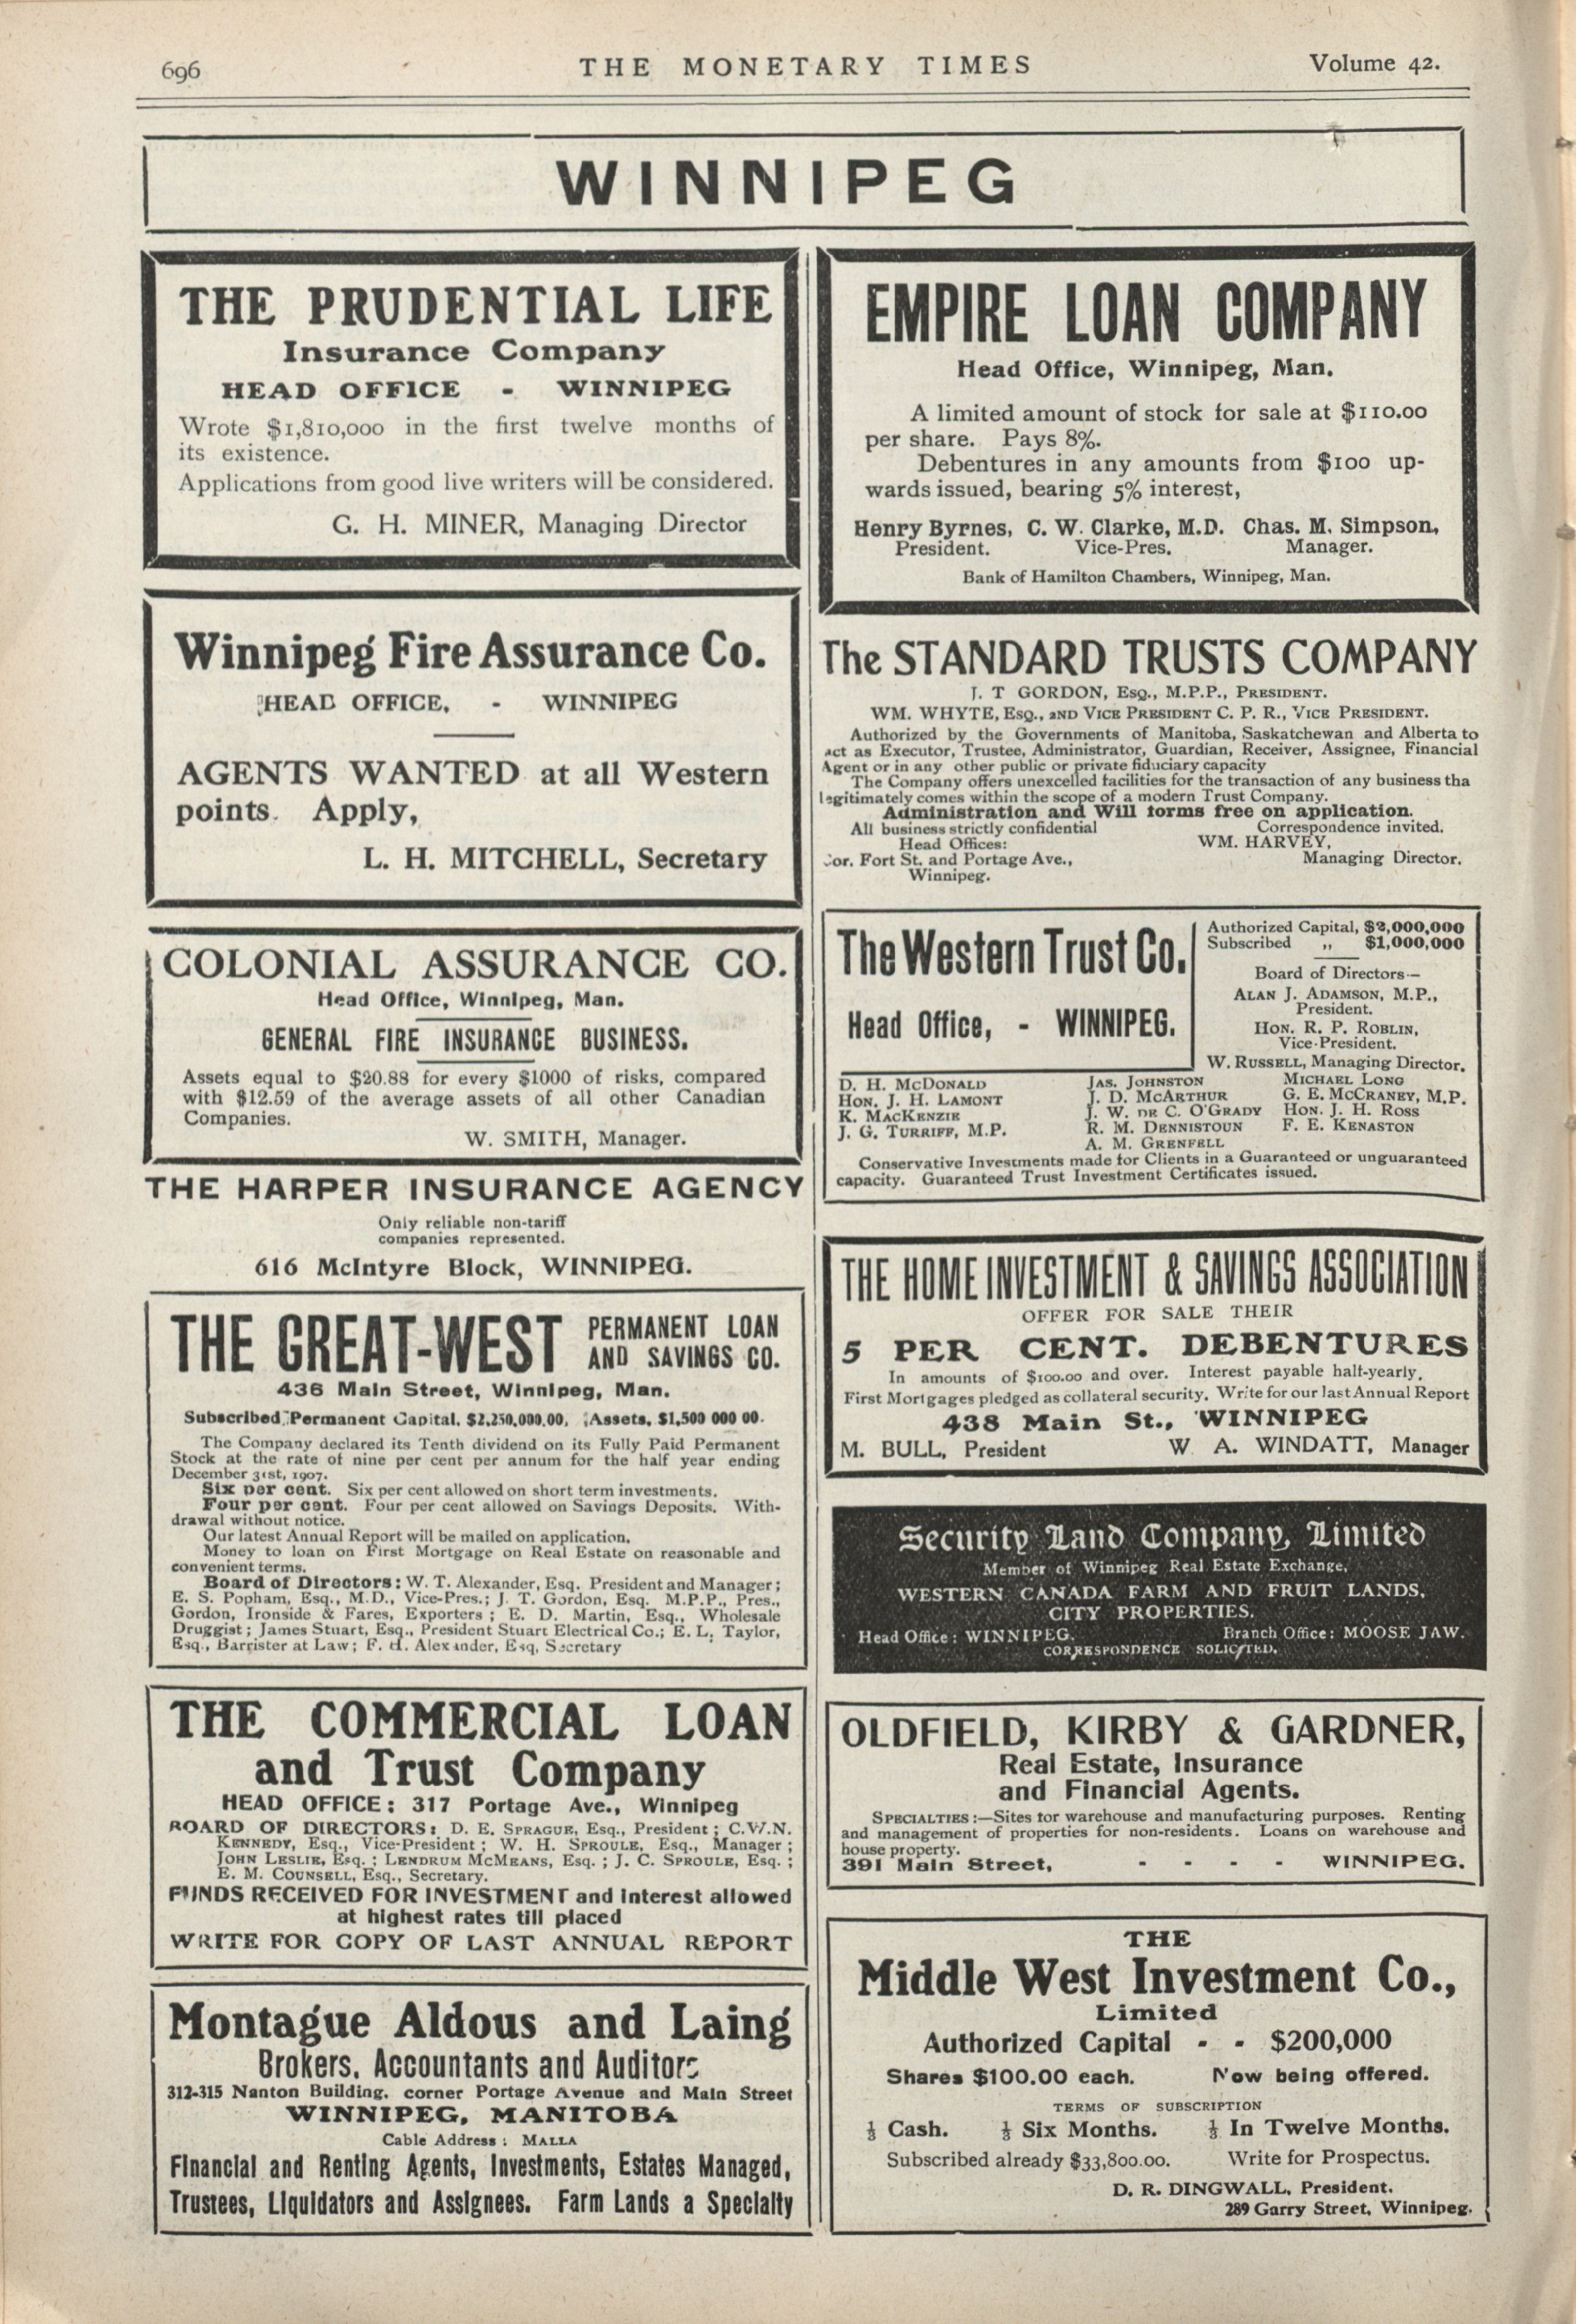 696
THE MONETARY TIMES
Volume 42.
WINNIPEG
THE PRUDENTIAL LIFE
Insurance Company
HEAD OFFICE - WINNIPEG
Wrote $1,810,000 in the first twelve months of
its existence.
Applications from good live writers will be considered.
G. H. MINER, Managing Director
Winnipeg Fire Assurance Co.
HEAD OFFICE, - WINNIPEG
AGENTS WANTED at all Western
points. Apply,
L. H. MITCHELL, Secretary
COLONIAL ASSURANCE CO.
Head Office, Winnipeg, Man.
GENERAL FIRE INSURANCE BUSINESS.
Assets equal to $20.88 for every $1000 of risks, compared
with $12.59 of the average assets of all other Canadian
Companies.
W. SMITH, Manager.
THE HARPER INSURANCE AGENCY
Only reliable non-tariff
companies represented.
616 McIntyre Block, WINNIPEG.
THE GREAT-WEST PERMANENT LOAN
AND SAVINGS CO.
436 Main Street, Winnipeg, Man.
Subscribed Permanent Capital, $2,250,000.00. Assets, $1,500 000 00.
The Company declared its Tenth dividend on its Fully Paid Permanent
Stock at the rate of nine per cent per annum for the half year ending
December 31st, 1907.
Six per cent. Six per cent allowed on short term investments.
Four per cent. Four per cent allowed on Savings Deposits. With-
drawal without notice.
Our latest Annual Report will be mailed on application.
Money to loan on First Mortgage on Real Estate on reasonable and
convenient terms.
Board of Directors: W. T. Alexander, Esq. President and Manager;
E. S. Popham, Esq., M.D., Vice-Pres.; J. T. Gordon, Esq. M.P.P., Pres.,
Gordon, Ironside & Fares, Exporters; E. D. Martin, Esq., Wholesale
Druggist; James Stuart, Esq., President Stuart Electrical Co.; E. L. Taylor,
Esq., Barrister at Law; F. H. Alexander, Esq, Secretary
THE COMMERCIAL LOAN
and Trust Company
HEAD OFFICE: 317 Portage Ave., Winnipeg
BOARD OF DIRECTORS: D. E. SPRAGUE, Esq., President; C.W.N.
KENNEDY, Esq., Vice-President; W. H. SPROULE, Esq., Manager;
JOHN LESLIE, Esq.; LENDRUM MCMEANS, Esq.; J. C. SPROULE, Esq.;
E. M. COUNSELL, Esq., Secretary.
FUNDS RECEIVED FOR INVESTMENT and interest allowed
at highest rates till placed
WRITE FOR COPY OF LAST ANNUAL REPORT
Montague Aldous and Laing
Brokers, Accountants and Auditors
312-315 Nanton Building, corner Portage Avenue and Main Street
WINNIPEG, MANITOBA
Cable Address: MALLA
Financial and Renting Agents, Investments, Estates Managed,
Trustees, Liquidators and Assignees. Farm Lands a Specialty
EMPIRE LOAN COMPANY
Head Office, Winnipeg, Man.
A limited amount of stock for sale at $110.00
per share. Pays 8%.
Debentures in any amounts from $100 up-
wards issued, bearing 5% interest,
Henry Byrnes, C. W. Clarke, M.D. Chas. M. Simpson,
President. Vice-Pres. Manager.
Bank of Hamilton Chambers, Winnipeg, Man.
The STANDARD TRUSTS COMPANY
J. T GORDON, ESQ., M.P.P., PRESIDENT.
WM. WHYTE, ESQ., 2ND VICE PRESIDENT C. P. R., VICE PRESIDENT.
Authorized by the Governments of Manitoba, Saskatchewan and Alberta to
act as Executor, Trustee, Administrator, Guardian, Receiver, Assignee, Financial
Agent or in any other public or private fiduciary capacity
The Company offers unexcelled facilities for the transaction of any business tha
legitimately comes within the scope of a modern Trust Company.
Administration and Will forms free on application.
All business strictly confidential Correspondence invited.
Head Offices: WM. HARVEY,
Cor. Fort St. and Portage Ave., Managing Director.
Winnipeg.
The Western Trust Co.
Head Office, - WINNIPEG.
Authorized Capital, $2,000,000
Subscribed ,, $1,000,000
Board of Directors—
ALAN J. ADAMSON, M.P.,
President.
HON. R. P. ROBLIN,
Vice-President.
W. RUSSELL, Managing Director.
D. H. MCDONALD JAS. JOHNSTON MICHAEL LONG
HON. J. H. LAMONT J. D. MCARTHUR G. E. MCCRANEY, M.P.
K. MACKENZIE J. W. DE C. O'GRADY HON. J. H. ROSS
J. G. TURRIFF, M.P. R. M. DENNISTOUN F. E. KENASTON
A. M. GRENFELL
Conservative Investments made for Clients in a Guaranteed or unguaranteed
capacity. Guaranteed Trust Investment Certificates issued.
THE HOME INVESTMENT & SAVINGS ASSOCIATION
OFFER FOR SALE THEIR
5 PER CENT. DEBENTURES
In amounts of $100.00 and over. Interest payable half-yearly.
First Mortgages pledged as collateral security. Write for our last Annual Report
438 Main St., WINNIPEG
M. BULL, President W. A. WINDATT, Manager
Security Land Company, Limited
Member of Winnipeg Real Estate Exchange,
WESTERN CANADA FARM AND FRUIT LANDS,
CITY PROPERTIES.
Head Office: WINNIPEG. Branch Office: MOOSE JAW.
CORRESPONDENCE SOLICITED.
OLDFIELD, KIRBY & GARDNER,
Real Estate, Insurance
and Financial Agents.
SPECIALTIES:—Sites for warehouse and manufacturing purposes. Renting
and management of properties for non-residents. Loans on warehouse and
house property.
391 Main Street, - - - - WINNIPEG.
THE
Middle West Investment Co.,
Limited
Authorized Capital - - $200,000
Shares $100.00 each. Now being offered.
TERMS OF SUBSCRIPTION
⅓ Cash. ⅓ Six Months. ⅓ In Twelve Months.
Subscribed already $33,800.00. Write for Prospectus.
D. R. DINGWALL, President.
289 Garry Street, Winnipeg.